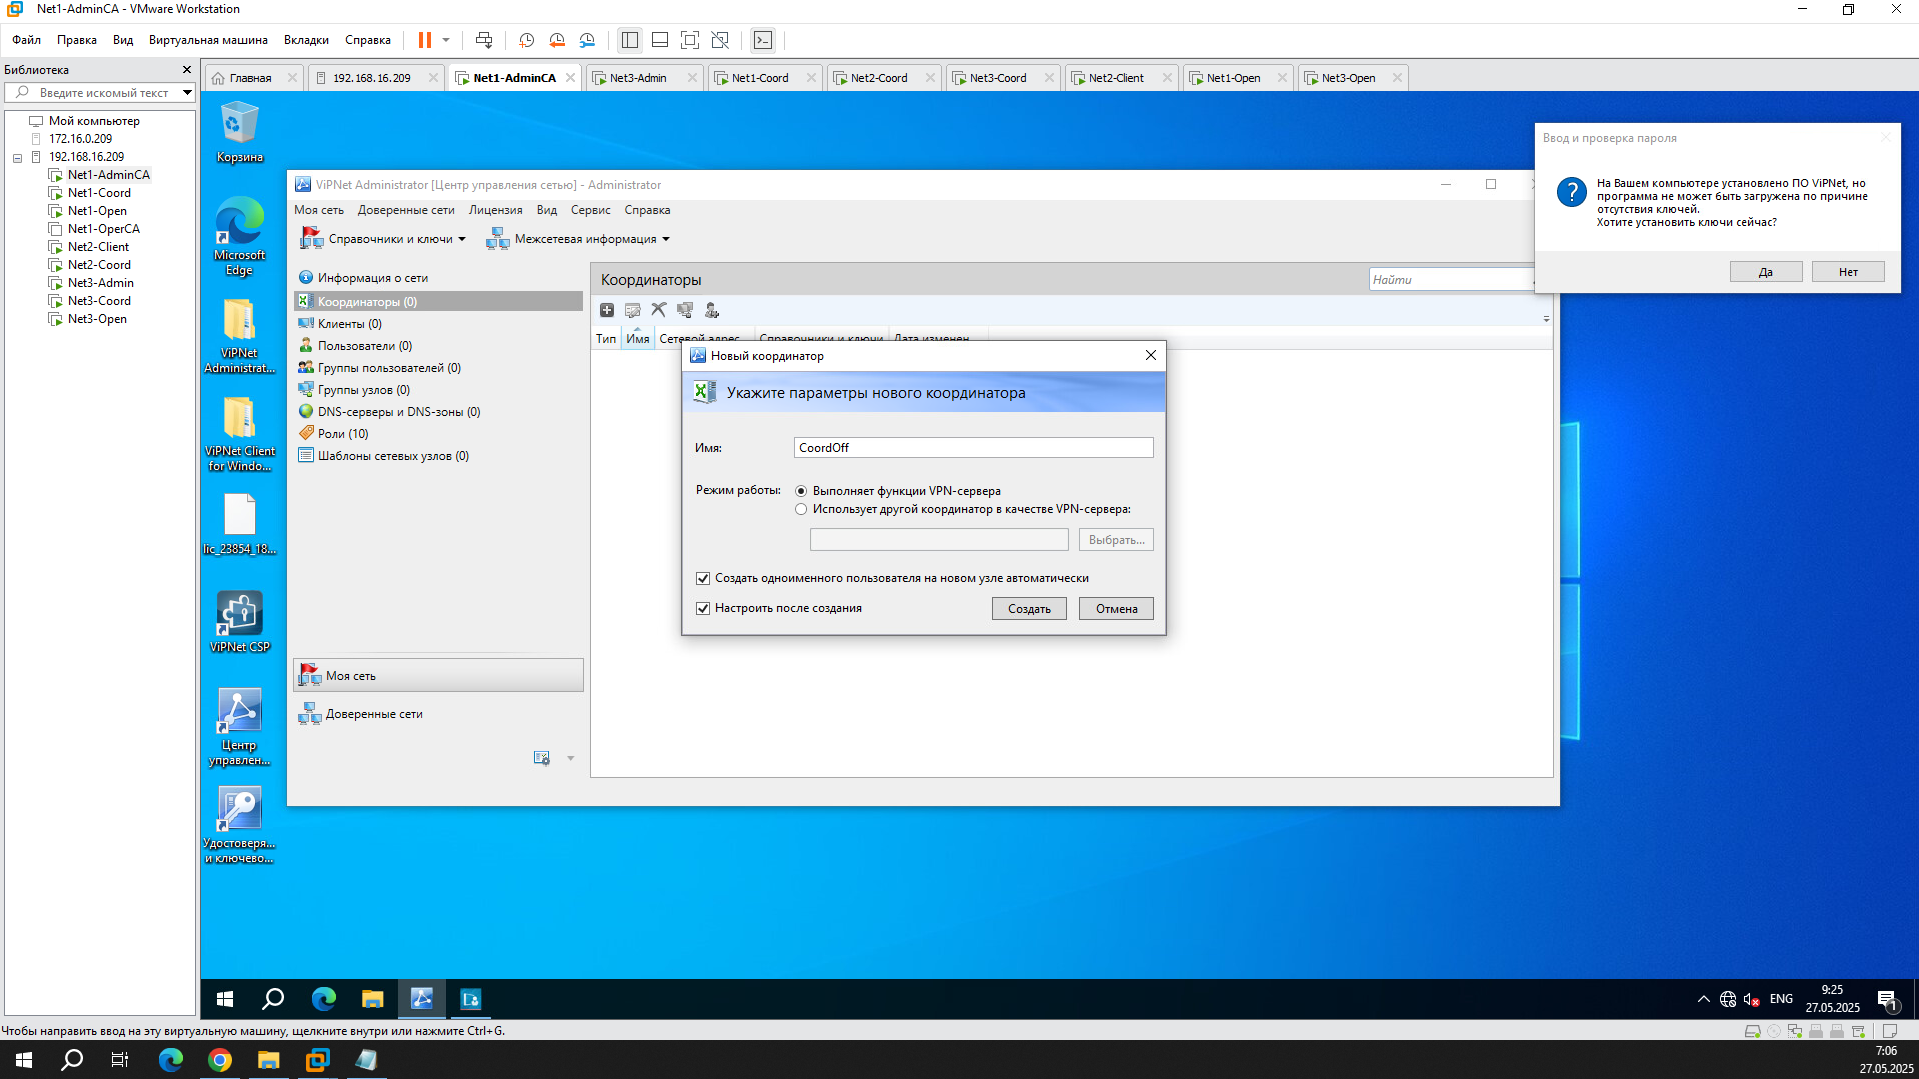 Net1-AdminCA - VMware Workstation
Файл Правка Вид Виртуальная машина Вкладки Справка
Библиотека
Введите искомый текст
Мой компьютер
172.16.0.209
192.168.16.209
Net1-AdminCA
Net1-Coord
Net1-Open
Net1-OperCA
Net2-Client
Net2-Coord
Net3-Admin
Net3-Coord
Net3-Open
Главная 192.168.16.209 Net1-AdminCA Net3-Admin Net1-Coord Net2-Coord Net3-Coord Net2-Client Net1-Open Net3-Open
Корзина
Microsoft
Edge
ViPNet
Administrat...
ViPNet Client
for Windo...
lic_23854_18...
ViPNet CSP
Центр
управлен...
Удостоверя...
и ключево...
ViPNet Administrator [Центр управления сетью] - Administrator
Моя сеть Доверенные сети Лицензия Вид Сервис Справка
Справочники и ключи Межсетевая информация
Информация о сети
Координаторы (0)
Клиенты (0)
Пользователи (0)
Группы пользователей (0)
Группы узлов (0)
DNS-серверы и DNS-зоны (0)
Роли (10)
Шаблоны сетевых узлов (0)
Моя сеть
Доверенные сети
Координаторы
Найти
Тип Имя Сетевой адрес Справочники и ключи Дата изменен
Новый координатор
Укажите параметры нового координатора
Имя: CoordOff
Режим работы: Выполняет функции VPN-сервера
Использует другой координатор в качестве VPN-сервера:
Выбрать...
Создать одноименного пользователя на новом узле автоматически
Настроить после создания Создать Отмена
Ввод и проверка пароля
На Вашем компьютере установлено ПО ViPNet, но
программа не может быть загружена по причине
отсутствия ключей.
Хотите установить ключи сейчас?
Да Нет
ENG
9:25
27.05.2025
1
Чтобы направить ввод на эту виртуальную машину, щелкните внутри или нажмите Ctrl+G.
7:06
27.05.2025